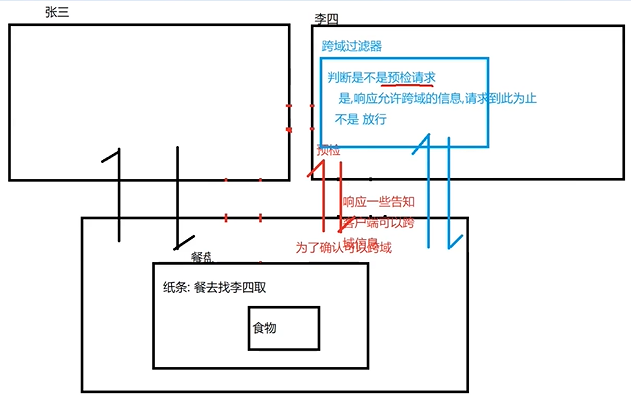 张三
李四
跨域过滤器
判断是不是预检请求
是,响应允许跨域的信息,请求到此为止
不是 放行
预检
响应一些告知
客户端可以跨
域信息
为了确认可以跨域
餐盘
纸条: 餐去找李四取
食物